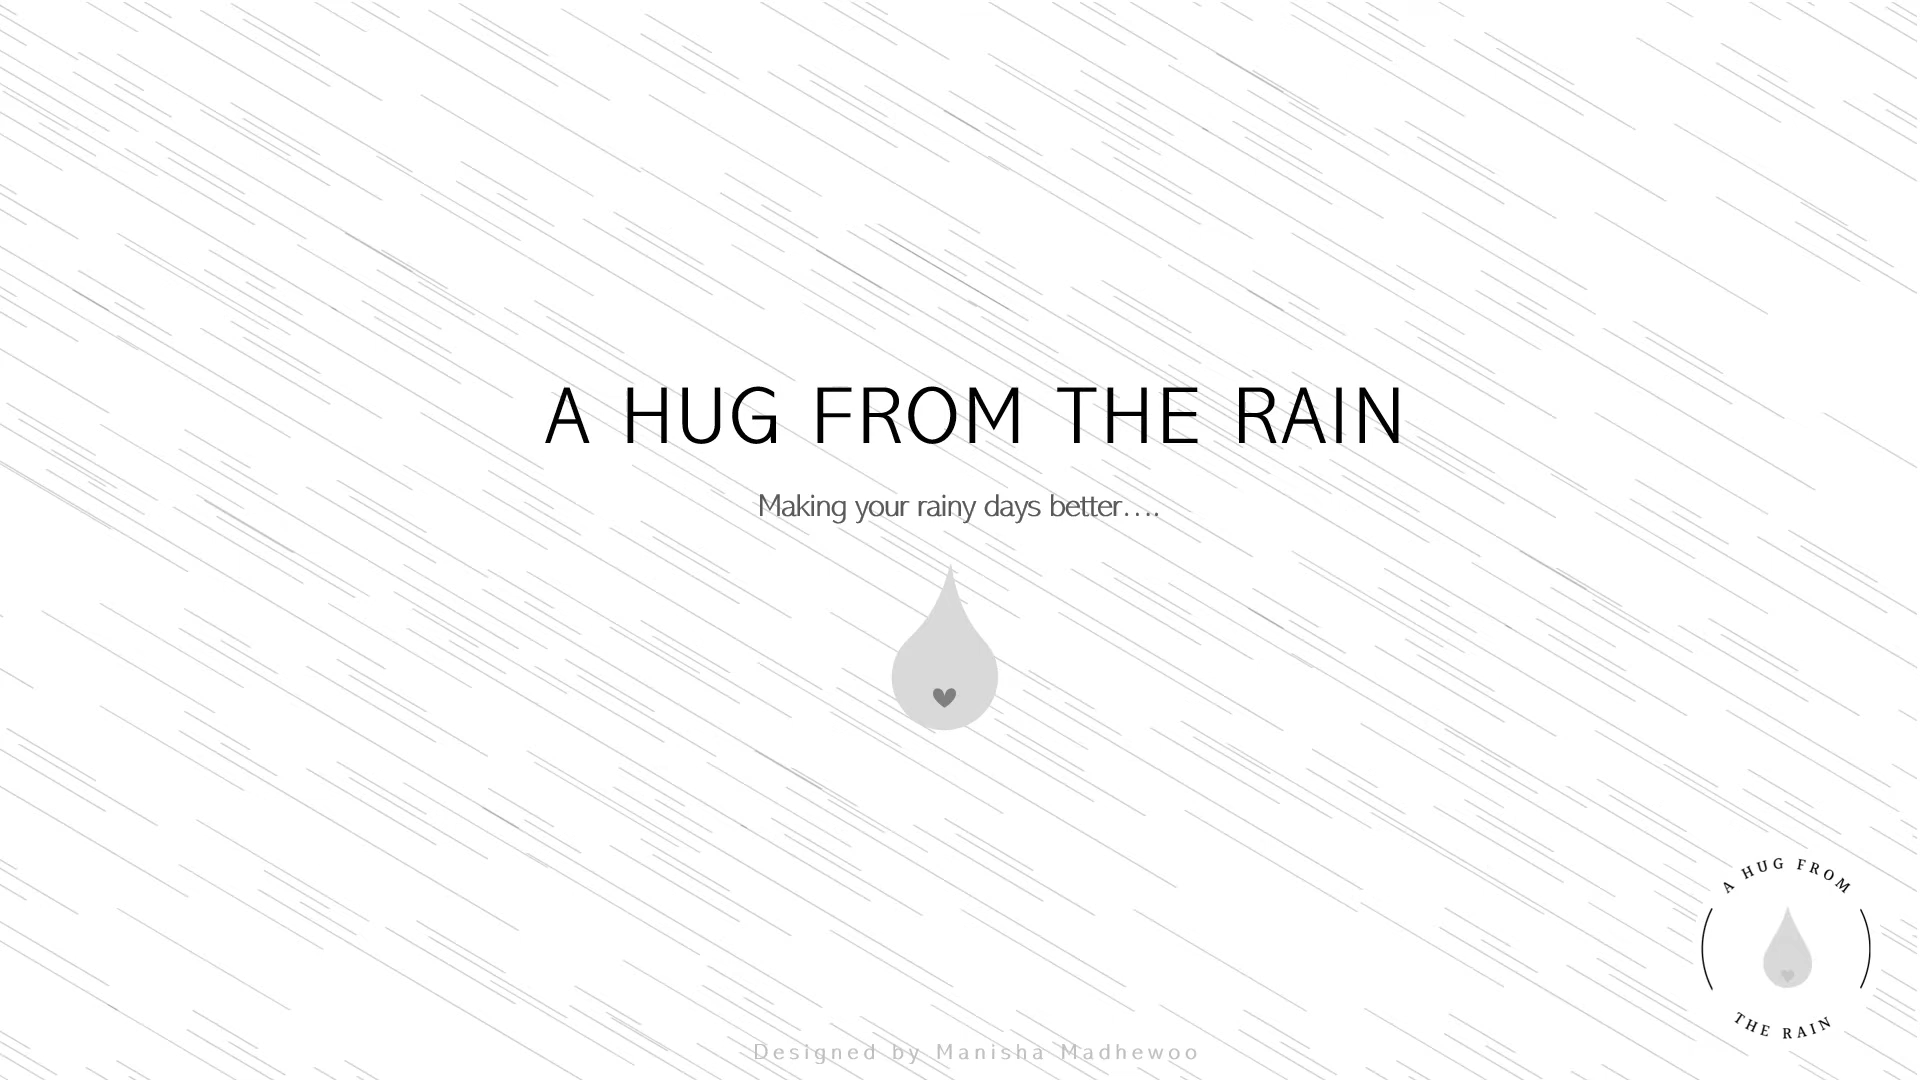 A HUG FROM THE RAIN
Making your rainy days better....
A HUG FROM
THE RAIN
Designed by Manisha Madhewoo